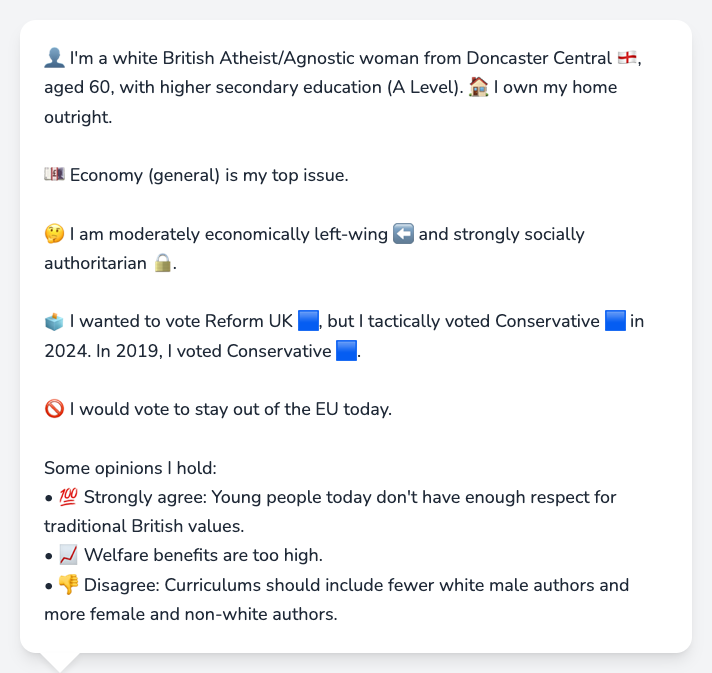 👤 I'm a white British Atheist/Agnostic woman from Doncaster Central 🏴󠁧󠁢󠁥󠁮󠁧󠁿,
aged 60, with higher secondary education (A Level). 🏠 I own my home
outright.
💷 Economy (general) is my top issue.
🤔 I am moderately economically left-wing ⬅️ and strongly socially
authoritarian 🔒.
🗳️ I wanted to vote Reform UK 🟦, but I tactically voted Conservative 🟦 in
2024. In 2019, I voted Conservative 🟦.
🚫 I would vote to stay out of the EU today.
Some opinions I hold:
• 💯 Strongly agree: Young people today don't have enough respect for
traditional British values.
• 📈 Welfare benefits are too high.
• 👎 Disagree: Curriculums should include fewer white male authors and
more female and non-white authors.